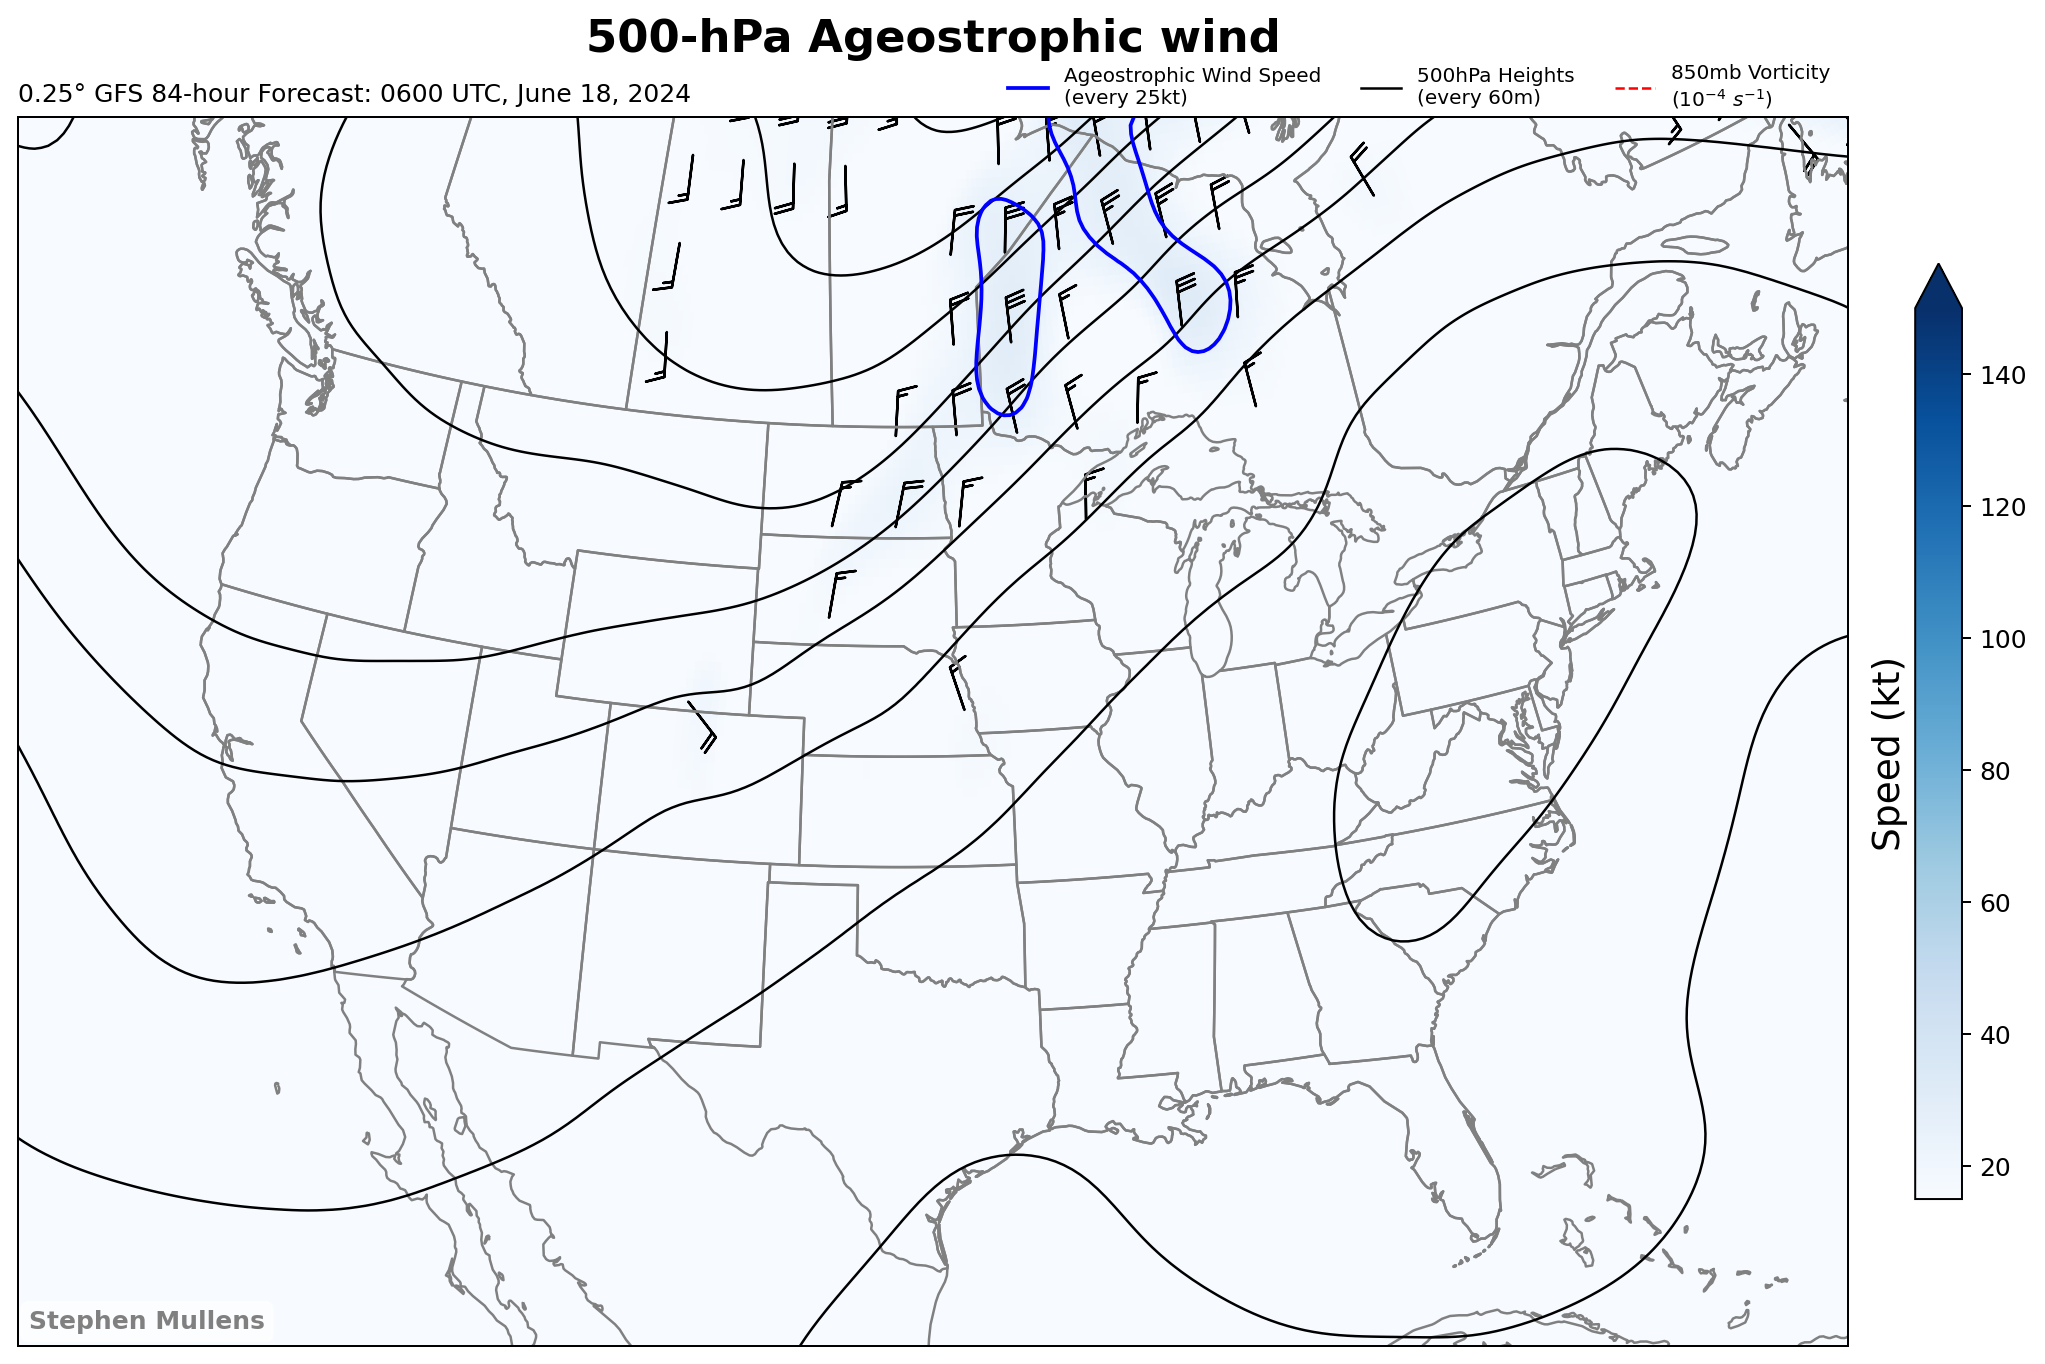 500-hPa Ageostrophic wind
0.25° GFS 84-hour Forecast: 0600 UTC, June 18, 2024
Ageostrophic Wind Speed
(every 25kt)
500hPa Heights
(every 60m)
850mb Vorticity
(10⁻⁴ s⁻¹)
140
120
100
80
60
40
20
Speed (kt)
Stephen Mullens